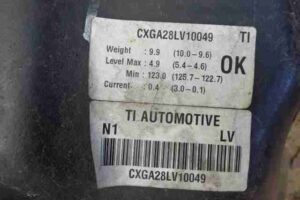 CXGA28LV10049 TI
Weight : 9.9 (10.0~9.6)
Level Max : 4.9 (5.4~4.6)
Min : 123.0 (125.7~122.7)
Current : 0.4 (3.0~0.1)
OK
TI AUTOMOTIVE
N1 LV
CXGA28LV10049